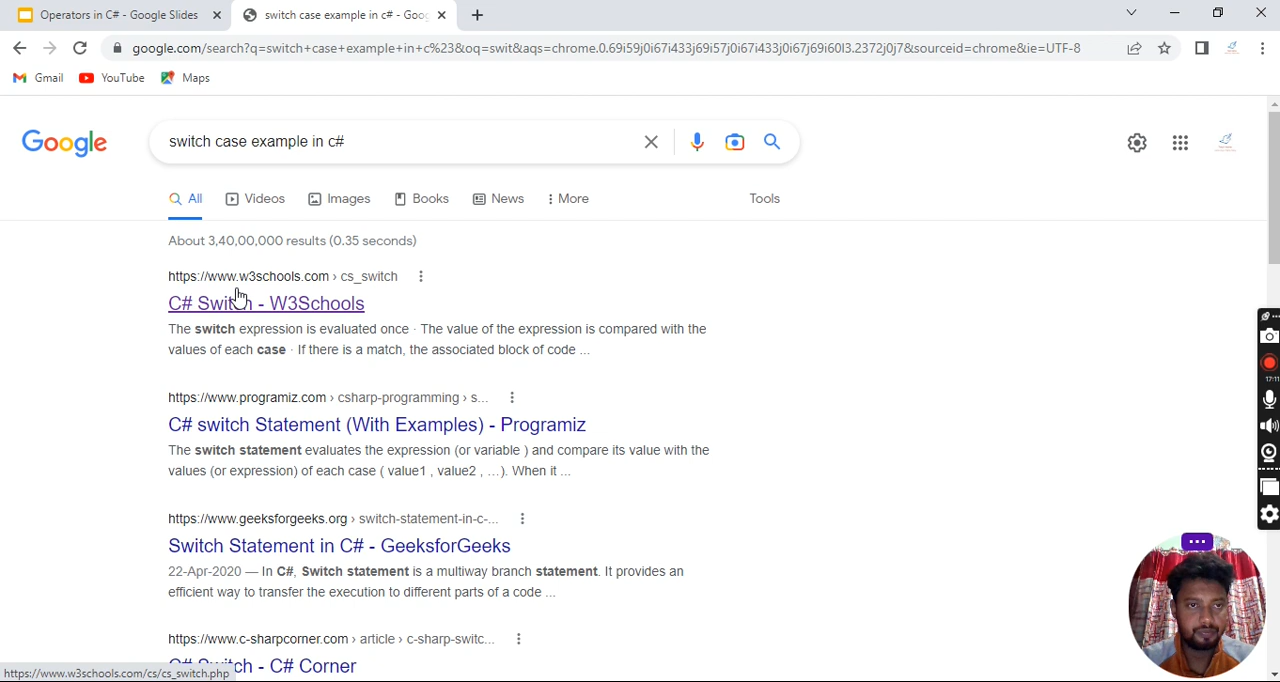 Operators in C# - Google Slides
switch case example in c# - Goog
google.com/search?q=switch+case+example+in+c%23&oq=swit&aqs=chrome.0.69i59j0i67i433j69i57j0i67i433j0i67j69i60l3.2372j0j7&sourceid=chrome&ie=UTF-8
Gmail YouTube Maps
Google
switch case example in c#
All Videos Images Books News More Tools
About 3,40,00,000 results (0.35 seconds)
https://www.w3schools.com › cs_switch
C# Switch - W3Schools
The switch expression is evaluated once · The value of the expression is compared with the
values of each case · If there is a match, the associated block of code ...
https://www.programiz.com › csharp-programming › s...
C# switch Statement (With Examples) - Programiz
The switch statement evaluates the expression (or variable ) and compare its value with the
values (or expression) of each case ( value1 , value2 , ...). When it ...
https://www.geeksforgeeks.org › switch-statement-in-c-...
Switch Statement in C# - GeeksforGeeks
22-Apr-2020 — In C#, Switch statement is a multiway branch statement. It provides an
efficient way to transfer the execution to different parts of a code ...
https://www.c-sharpcorner.com › article › c-sharp-switc...
C# Switch - C# Corner
https://www.w3schools.com/cs/cs_switch.php
17:11